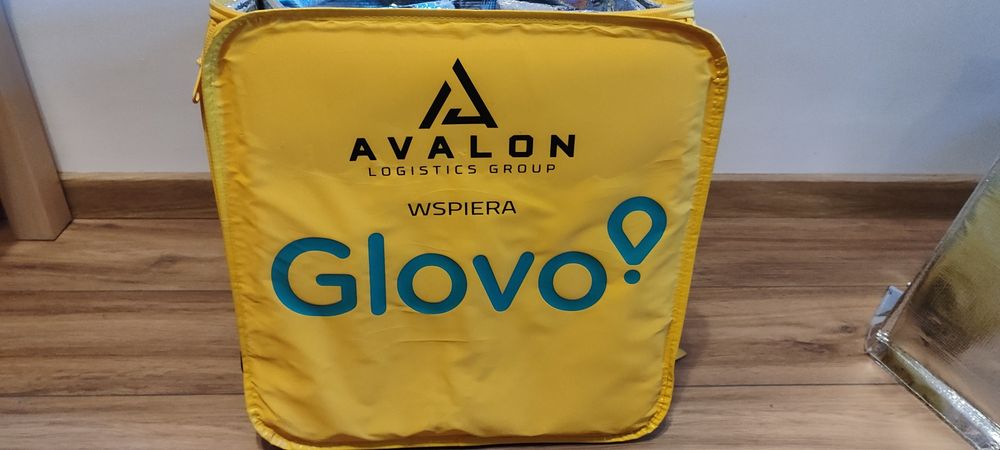 AVALON
LOGISTICS GROUP
WSPIERA
Glovo